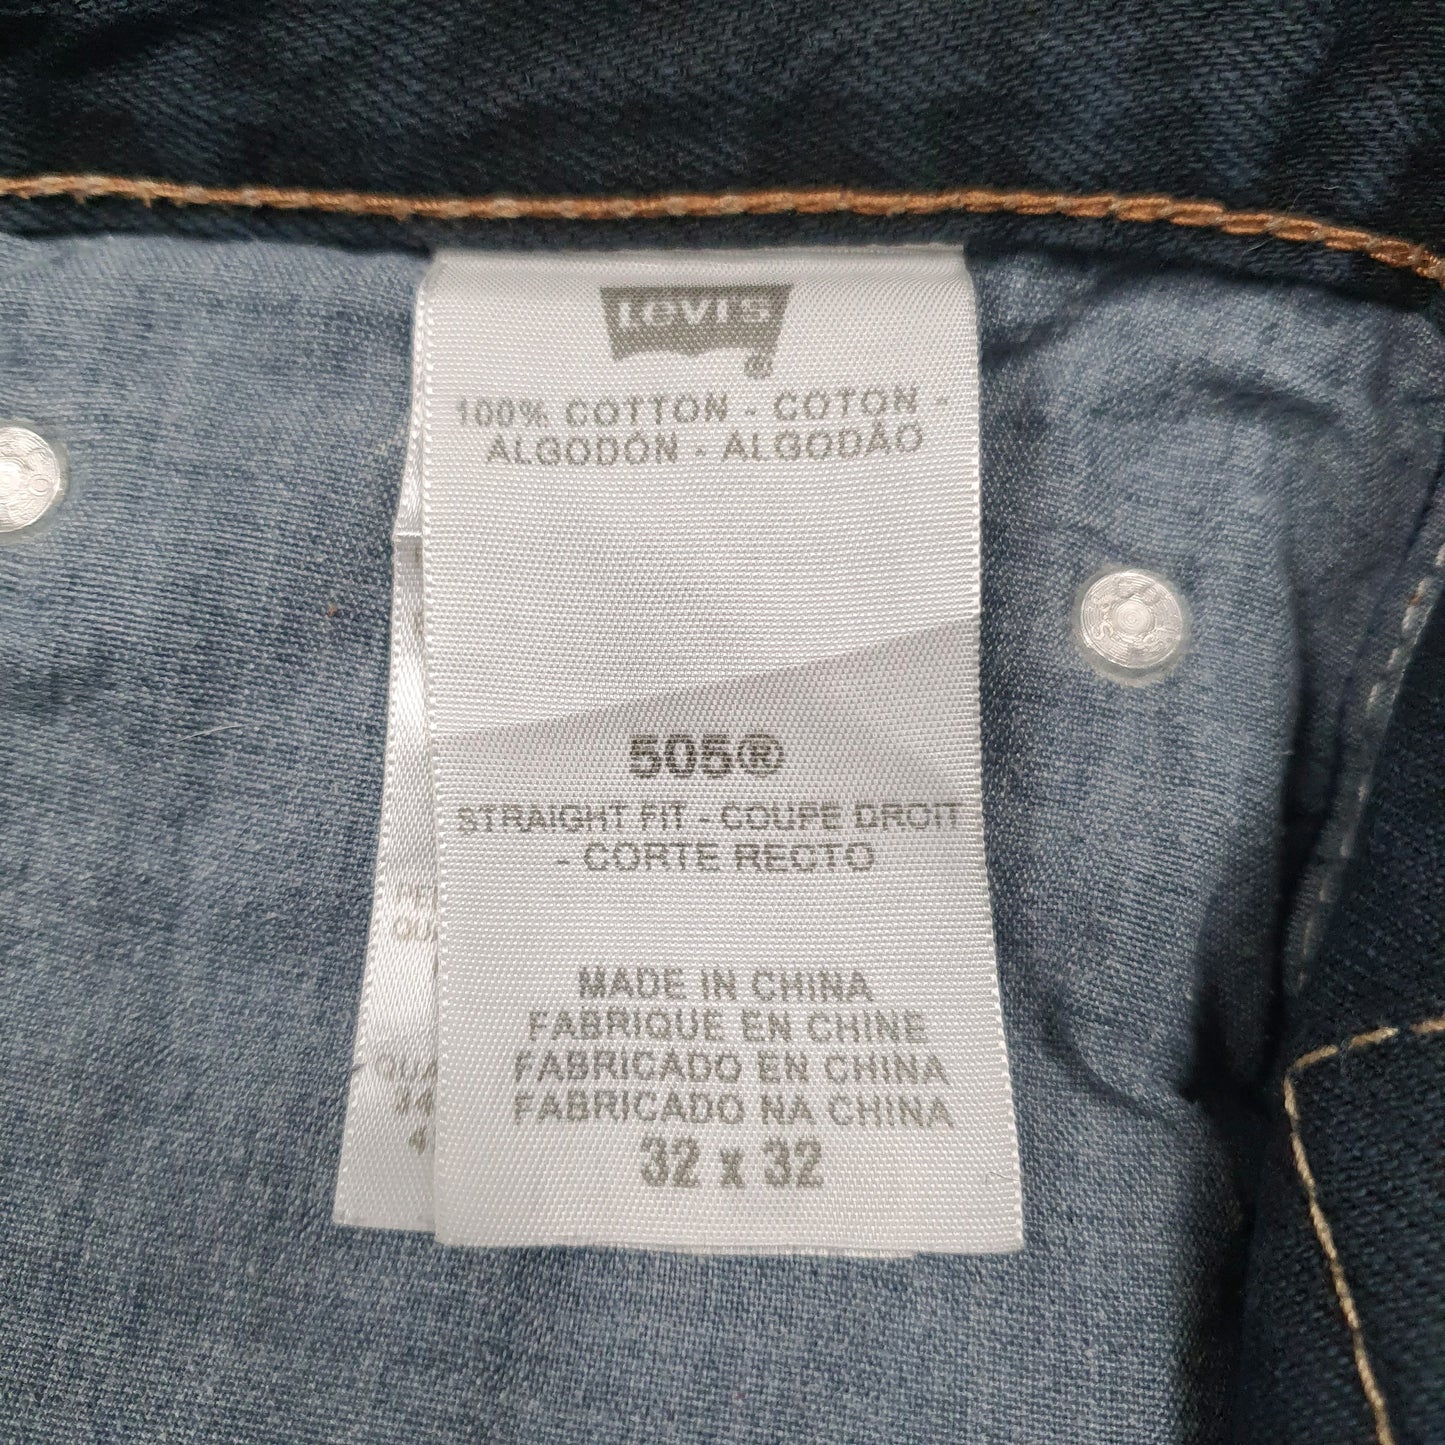 Levi's
®
100% COTTON - COTON -
ALGODÓN - ALGODÃO
505®
STRAIGHT FIT - COUPE DROIT
- CORTE RECTO
MADE IN CHINA
FABRIQUE EN CHINE
FABRICADO EN CHINA
FABRICADO NA CHINA
32 x 32